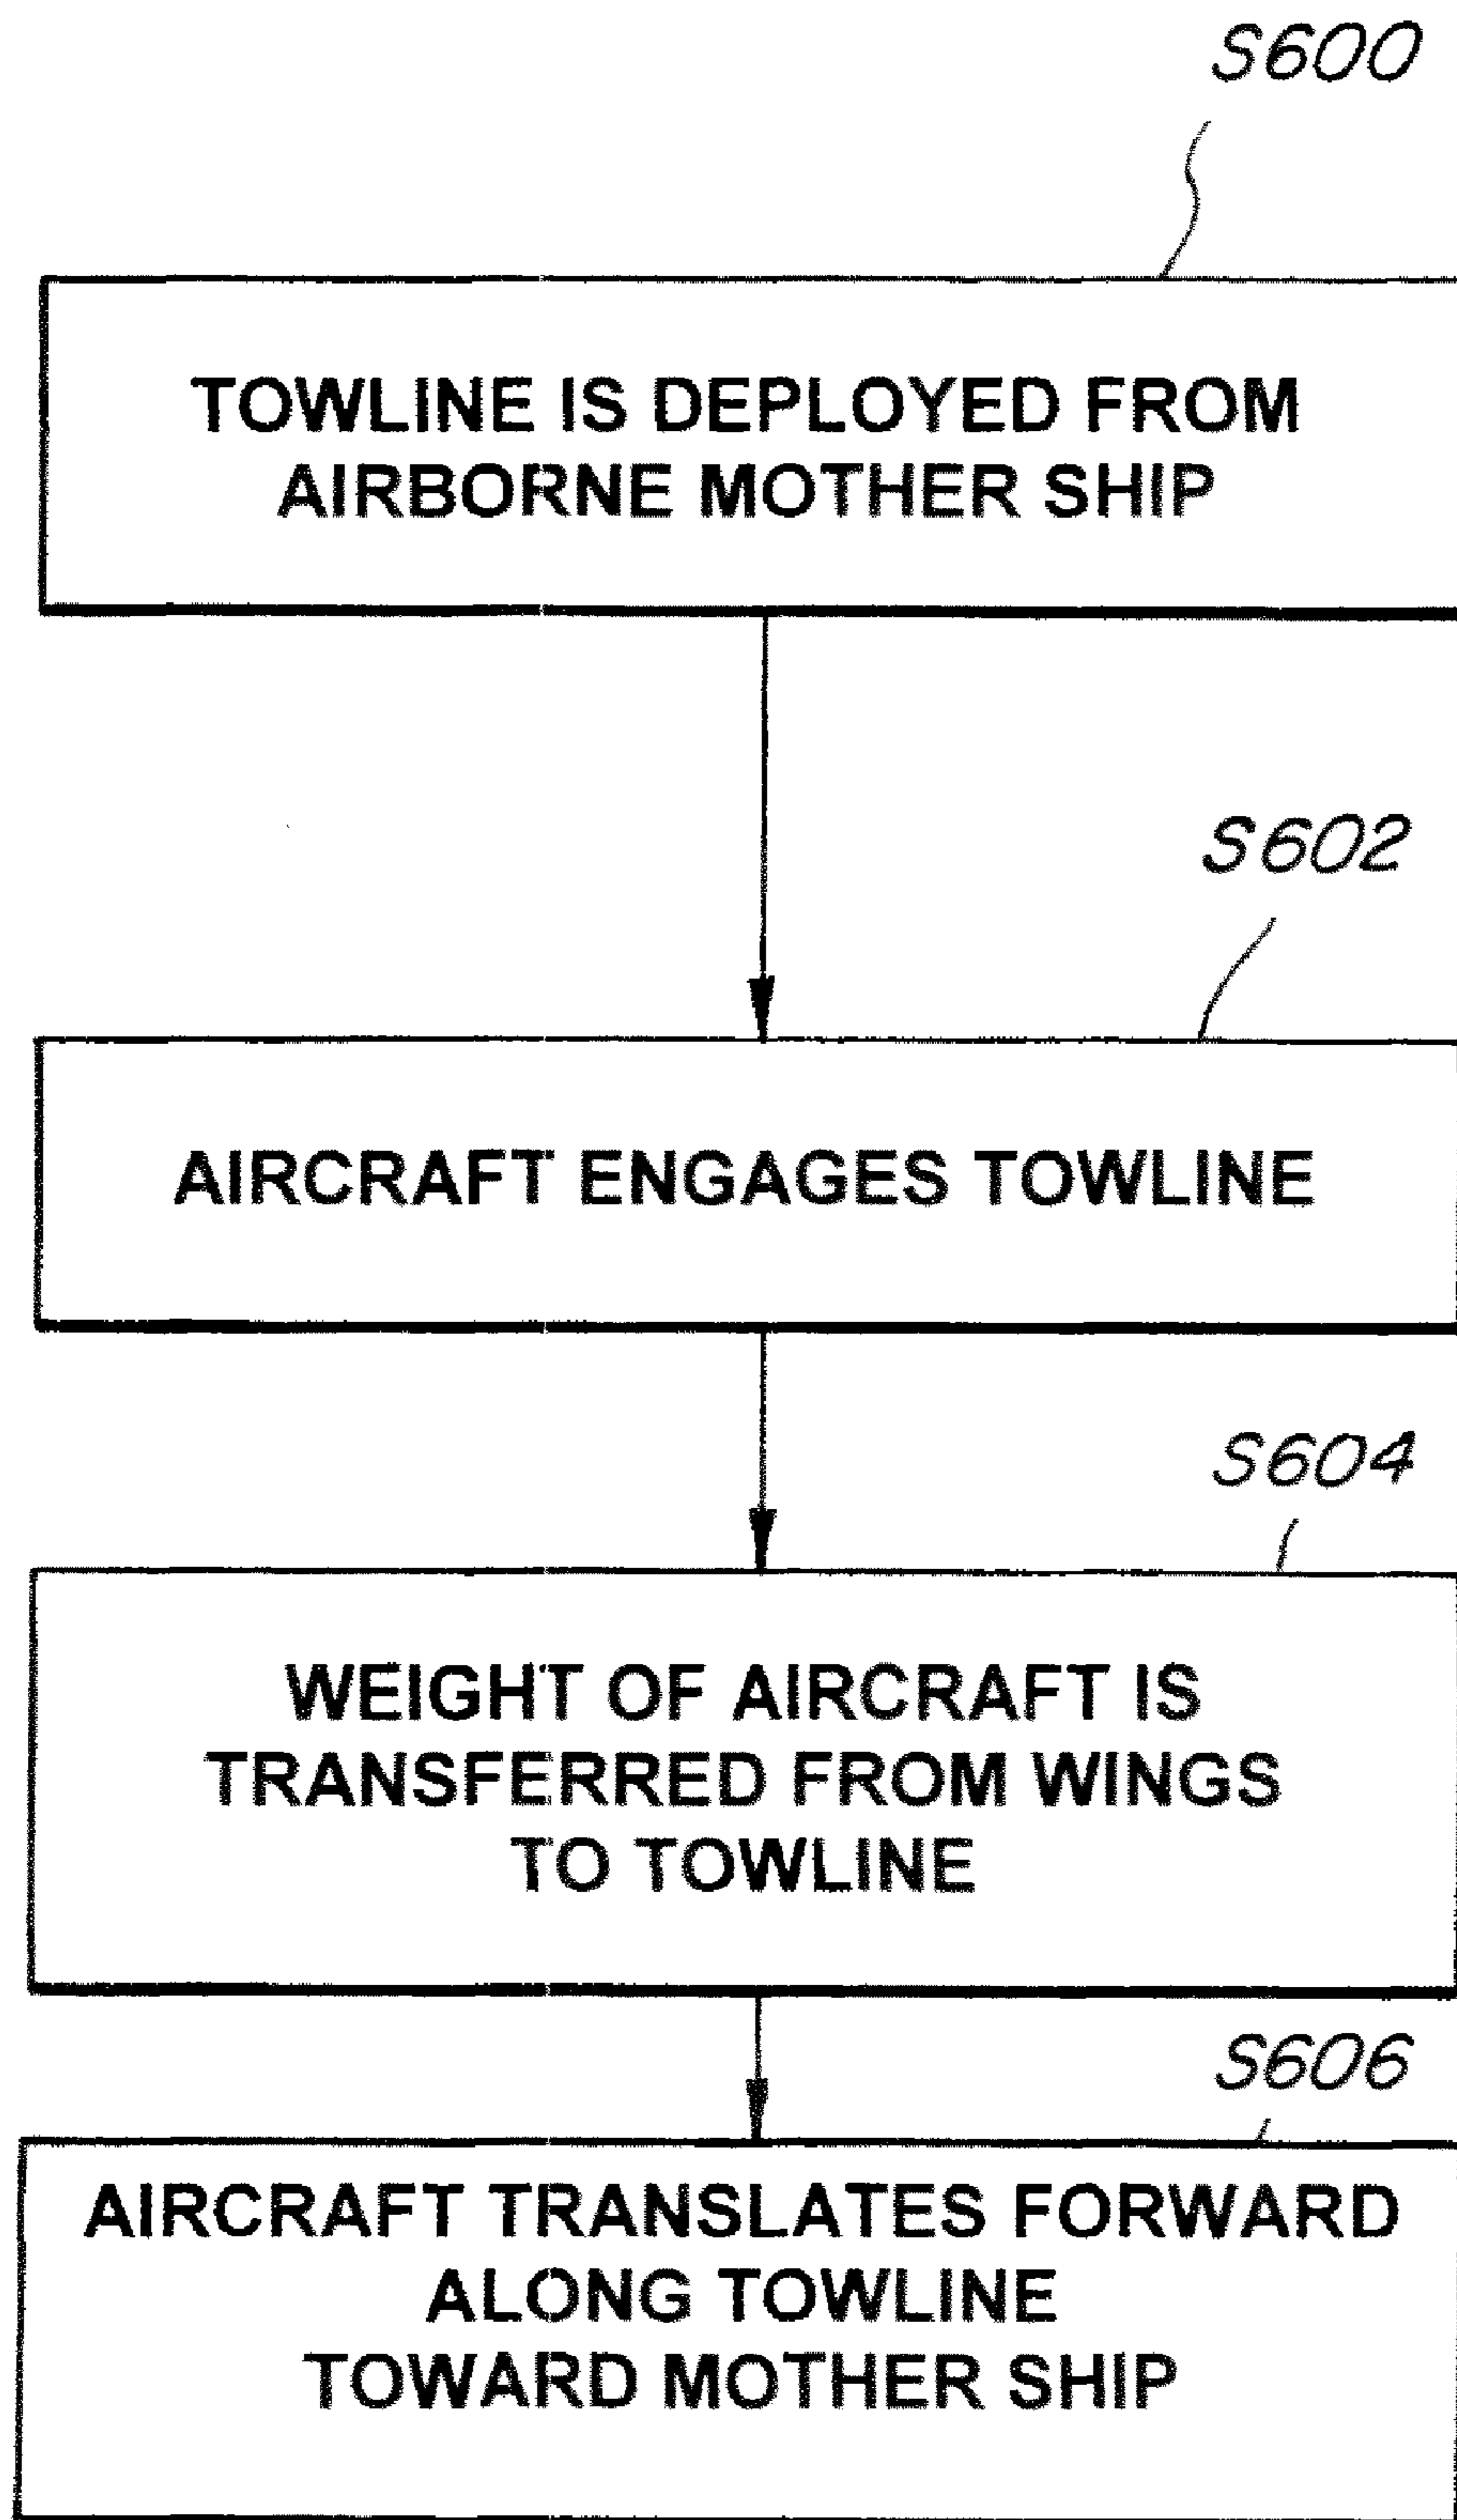 S600
TOWLINE IS DEPLOYED FROM
AIRBORNE MOTHER SHIP
S602
AIRCRAFT ENGAGES TOWLINE
S604
WEIGHT OF AIRCRAFT IS
TRANSFERRED FROM WINGS
TO TOWLINE
S606
AIRCRAFT TRANSLATES FORWARD
ALONG TOWLINE
TOWARD MOTHER SHIP